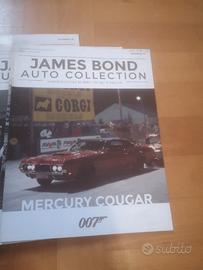 JAMES BOND
AUTO COLLECTION
CORGI
MERCURY COUGAR
007
subito